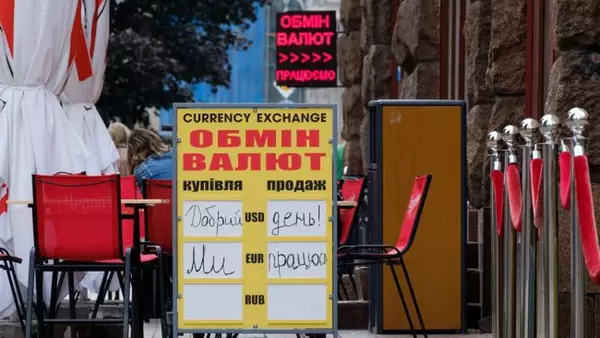 ОБМІН
ВАЛЮТ
>>>>>
ПРАЦЮЄМО
CURRENCY EXCHANGE
ОБМІН
ВАЛЮТ
купівля продаж
Добрий USD день!
Ми EUR працює
RUB